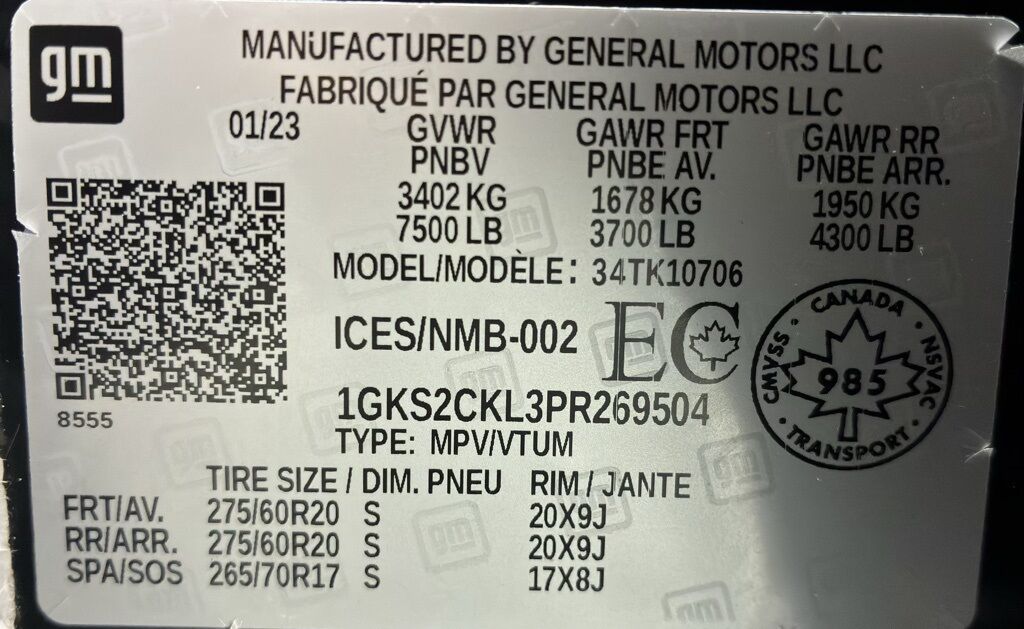 gm
MANUFACTURED BY GENERAL MOTORS LLC
FABRIQUÉ PAR GENERAL MOTORS LLC
01/23 GVWR GAWR FRT GAWR RR
PNBV PNBE AV. PNBE ARR.
3402 KG 1678 KG 1950 KG
7500 LB 3700 LB 4300 LB
MODEL/MODÈLE: 34TK10706
ICES/NMB-002 EC
CANADA
CMVSS 985 NSVAC
TRANSPORT
8555
1GKS2CKL3PR269504
TYPE: MPV/VTUM
TIRE SIZE / DIM. PNEU RIM / JANTE
FRT/AV. 275/60R20 S 20X9J
RR/ARR. 275/60R20 S 20X9J
SPA/SOS 265/70R17 S 17X8J